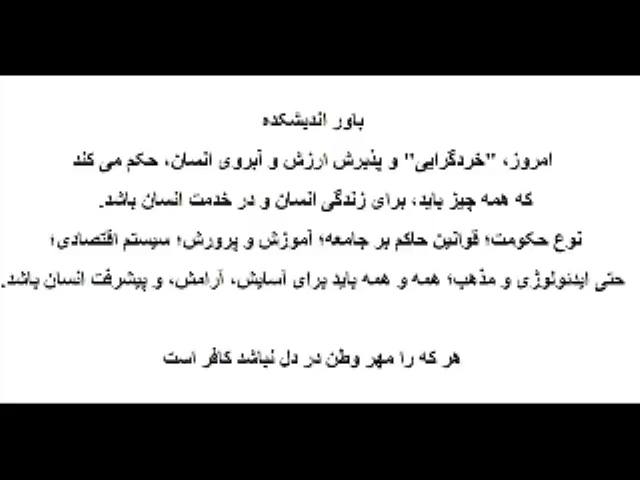 باور اندیشکده
امروز، "خردگرایی" و پذیرش ارزش و آبروی انسان، حکم می کند
که همه چیز باید، برای زندگی انسان و در خدمت انسان باشد.
نوع حکومت؛ قوانین حاکم بر جامعه؛ آموزش و پرورش؛ سیستم اقتصادی؛
حتی ایدئولوژی و مذهب؛ همه و همه باید برای آسایش، آرامش، و پیشرفت انسان باشد.
هر که را مهر وطن در دل نباشد کافر است